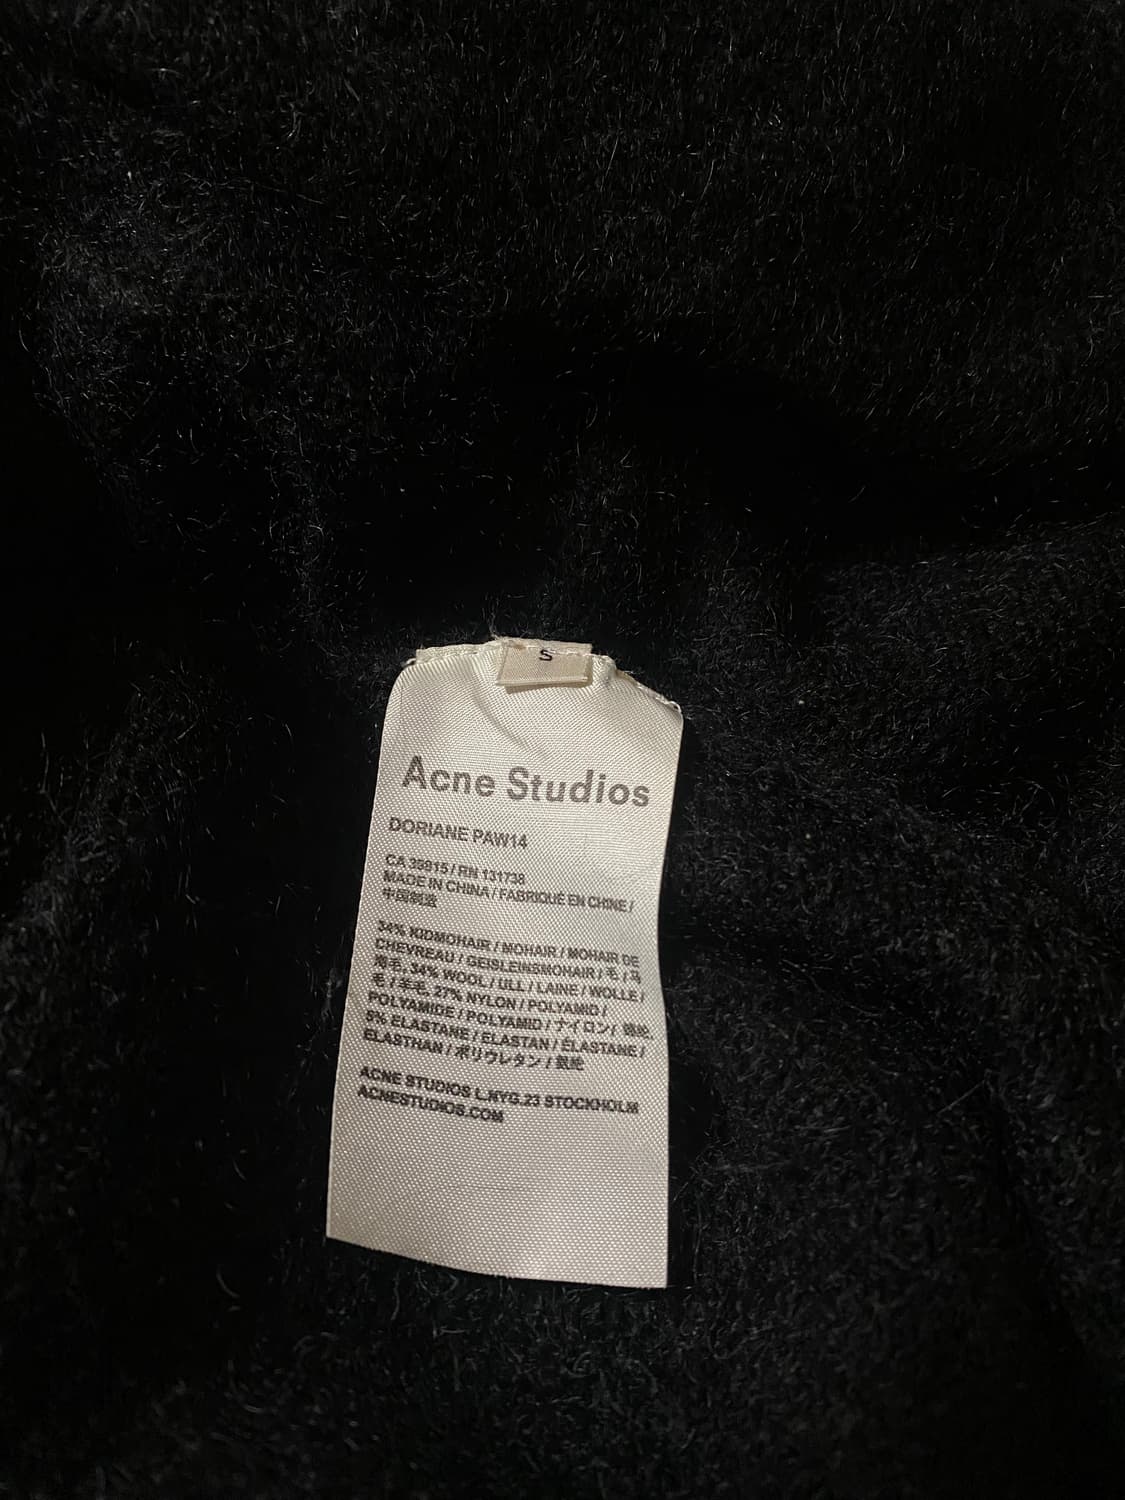 S
Acne Studios
DORIANE PAW14
CA 39815 / RN 131738
MADE IN CHINA / FABRIQUÉ EN CHINE /
中国制造
34% KIDMOHAIR / MOHAIR / MOHAIR DE
CHEVREAU / GEISLEINSMOHAIR / 毛 / 马
海毛, 34% WOOL / ULL / LAINE / WOLLE /
毛 / 羊毛, 27% NYLON / POLYAMID /
POLYAMIDE / POLYAMID / ナイロン / 锦纶,
5% ELASTANE / ELASTAN / ÉLASTANE /
ELASTHAN / ポリウレタン / 氨纶
ACNE STUDIOS L.NYG.23 STOCKHOLM
ACNESTUDIOS.COM